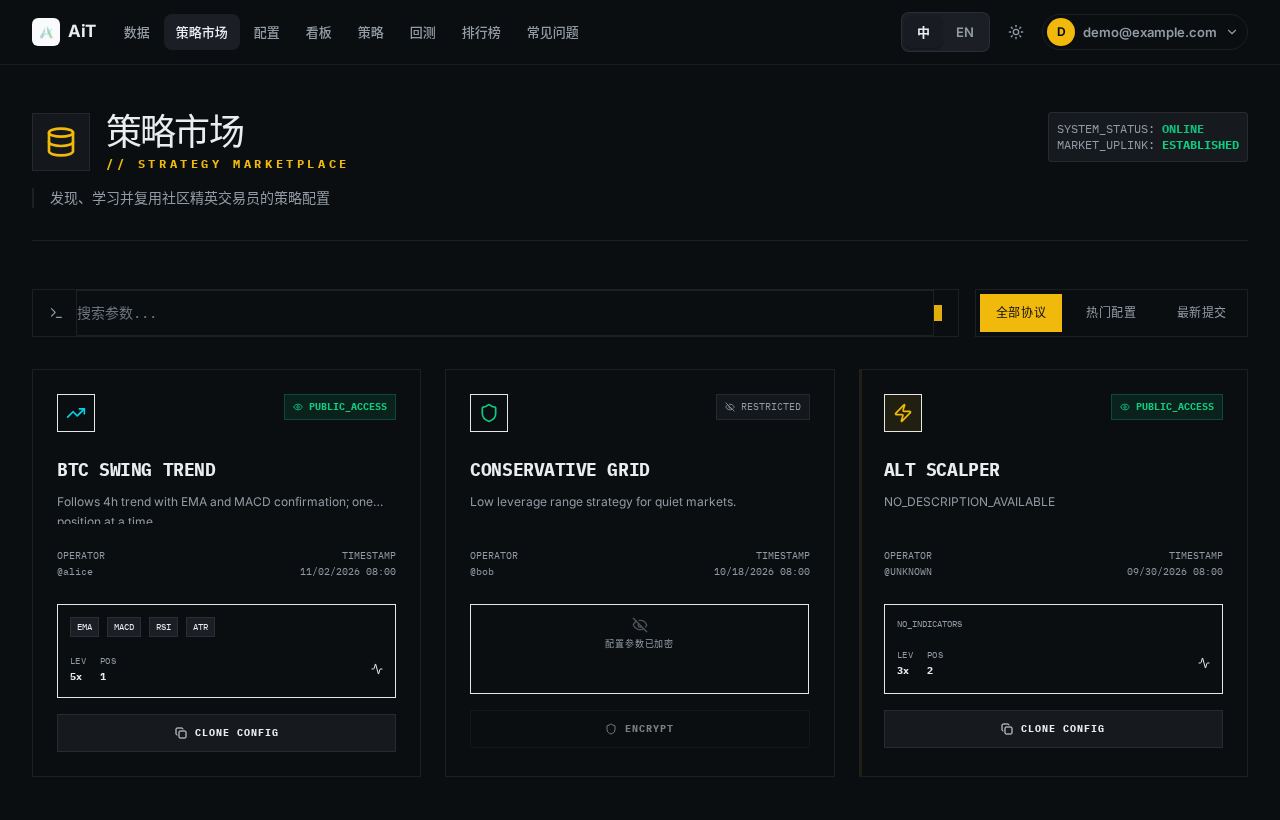 AiT 数据 策略市场 配置 看板 策略 回测 排行榜 常见问题 中 EN D demo@example.com
策略市场
// STRATEGY MARKETPLACE
SYSTEM_STATUS: ONLINE
MARKET_UPLINK: ESTABLISHED
发现、学习并复用社区精英交易员的策略配置
搜索参数... 全部协议 热门配置 最新提交
PUBLIC_ACCESS
BTC SWING TREND
Follows 4h trend with EMA and MACD confirmation; one...
position at a time
OPERATOR TIMESTAMP
@alice 11/02/2026 08:00
EMA MACD RSI ATR
LEV POS
5x 1
CLONE CONFIG
RESTRICTED
CONSERVATIVE GRID
Low leverage range strategy for quiet markets.
OPERATOR TIMESTAMP
@bob 10/18/2026 08:00
配置参数已加密
ENCRYPT
PUBLIC_ACCESS
ALT SCALPER
NO_DESCRIPTION_AVAILABLE
OPERATOR TIMESTAMP
@UNKNOWN 09/30/2026 08:00
NO_INDICATORS
LEV POS
3x 2
CLONE CONFIG